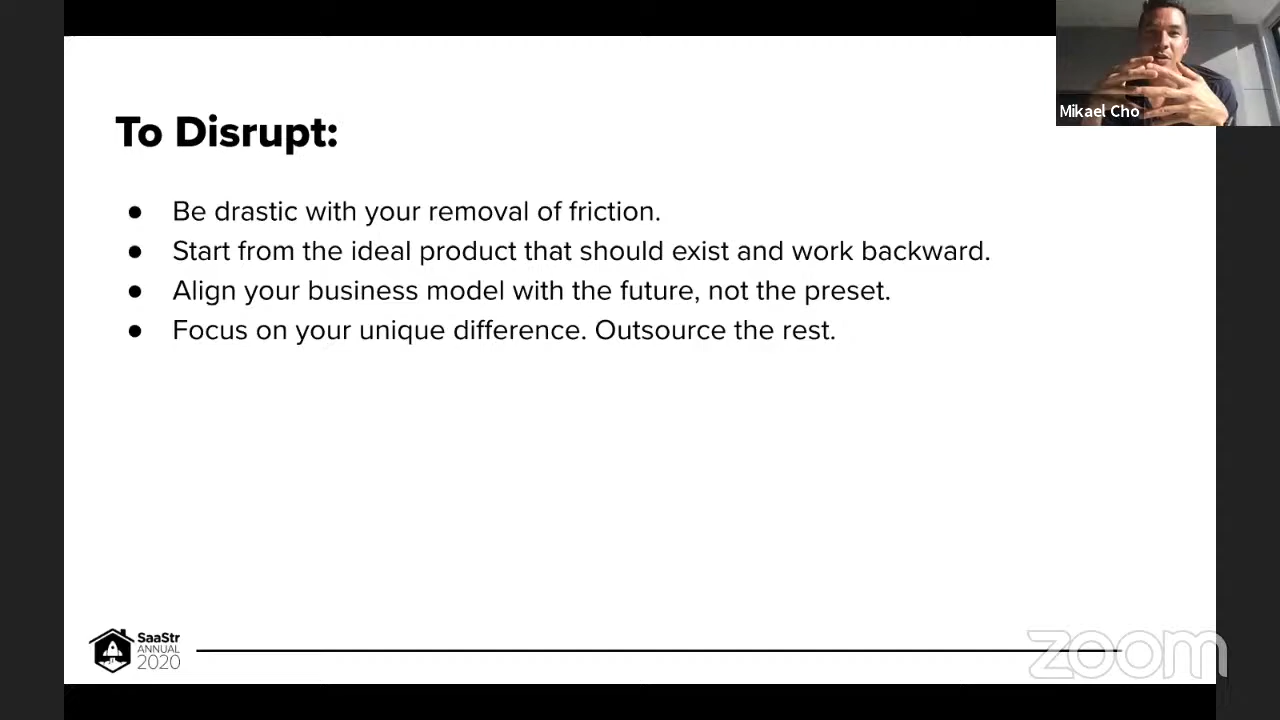 Mikael Cho
To Disrupt:
● Be drastic with your removal of friction.
● Start from the ideal product that should exist and work backward.
● Align your business model with the future, not the preset.
● Focus on your unique difference. Outsource the rest.
SaaStr
ANNUAL
2020
zoom